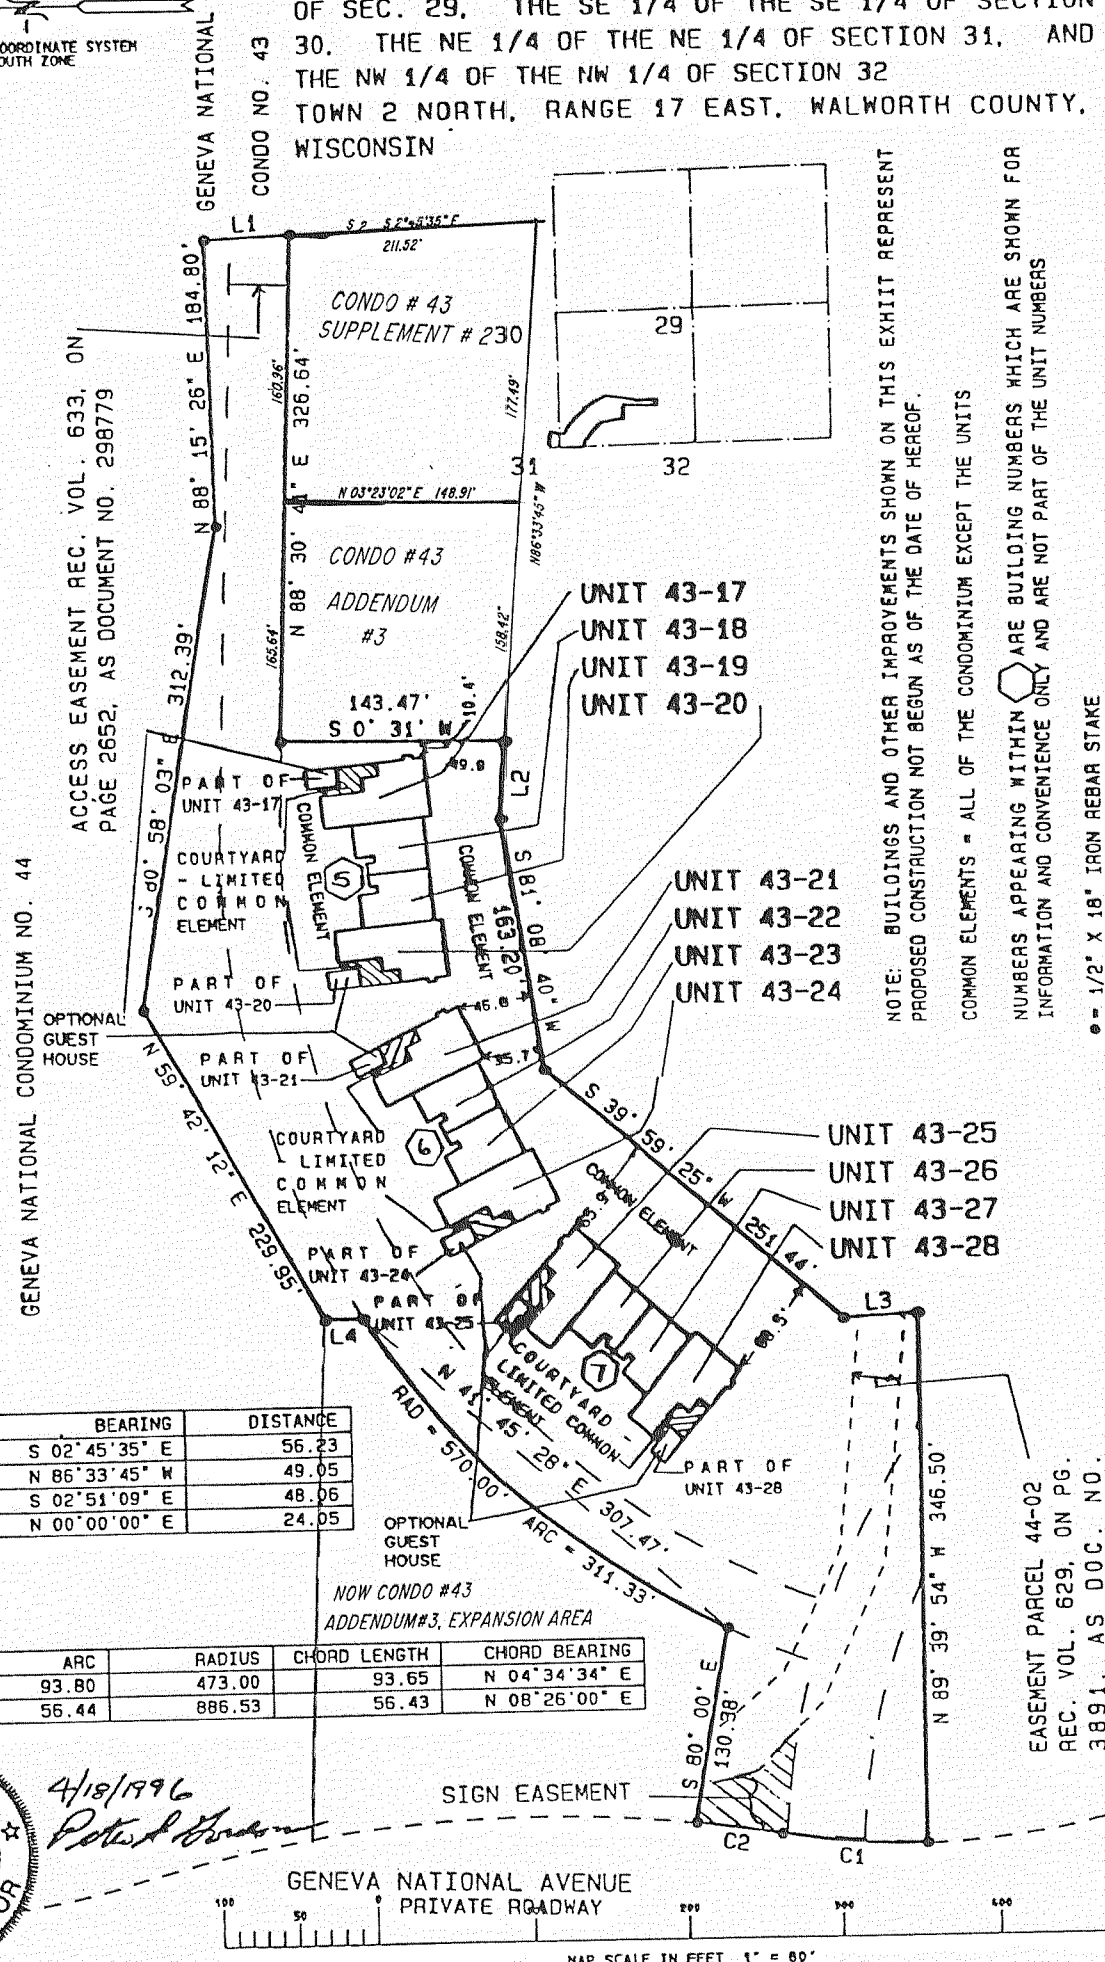 OORDINATE SYSTEM
OUTH ZONE
GENEVA NATIONAL
CONDO NO. 43
OF SEC. 29, THE SE 1/4 OF THE SE 1/4 OF SECTION
30, THE NE 1/4 OF THE NE 1/4 OF SECTION 31, AND
THE NW 1/4 OF THE NW 1/4 OF SECTION 32
TOWN 2 NORTH, RANGE 17 EAST, WALWORTH COUNTY,
WISCONSIN
L1
211.52'
184.80'
N 88° 15' 26" E
CONDO # 43
SUPPLEMENT # 230
160.96'
326.64'
N 88° 30' 41" E
177.49'
29
31
32
N 03°23'02" E 148.91'
N86°33'45" W
ACCESS EASEMENT REC. VOL. 633, ON
PAGE 2652, AS DOCUMENT NO. 298779
CONDO #43
ADDENDUM
#3
165.64'
158.42'
312.39'
143.47'
S 0° 31' W
10.4'
49.8
L2
UNIT 43-17
UNIT 43-18
UNIT 43-19
UNIT 43-20
NOTE: BUILDINGS AND OTHER IMPROVEMENTS SHOWN ON THIS EXHIIT REPRESENT
PROPOSED CONSTRUCTION NOT BEGUN AS OF THE DATE OF HEREOF.
COMMON ELEMENTS = ALL OF THE CONDOMINIUM EXCEPT THE UNITS
NUMBERS APPEARING WITHIN ARE BUILDING NUMBERS WHICH ARE SHOWN FOR
INFORMATION AND CONVENIENCE ONLY AND ARE NOT PART OF THE UNIT NUMBERS
= 1/2" X 18" IRON REBAR STAKE
PART OF
UNIT 43-17
COURTYARD
- LIMITED
COMMON
ELEMENT
COMMON ELEMENT
5
COMMON ELEMENT
S 81° 08' 40" W
163.20'
PART OF
UNIT 43-20
OPTIONAL
GUEST
HOUSE
GENEVA NATIONAL CONDOMINIUM NO. 44
UNIT 43-21
UNIT 43-22
UNIT 43-23
UNIT 43-24
46.8
PART OF
UNIT 43-21
N 59° 42' 12" E 229.95'
COURTYARD
- LIMITED
COMMON
ELEMENT
6
S 39° 59' 25" W 251.44'
COMMON ELEMENT
UNIT 43-25
UNIT 43-26
UNIT 43-27
UNIT 43-28
PART OF
UNIT 43-24
PART OF
UNIT 43-25
L4
L3
7
COURTYARD -
LIMITED COMMON
ELEMENT
N 41° 45' 28" E 307.47'
RAD = 570.00'
ARC = 311.33'
PART OF
UNIT 43-28
BEARING DISTANCE
S 02°45'35" E 56.23
N 86°33'45" W 49.05
S 02°51'09" E 48.06
N 00°00'00" E 24.05
OPTIONAL
GUEST
HOUSE
NOW CONDO #43
ADDENDUM#3, EXPANSION AREA
N 89° 39' 54" W 346.50'
EASEMENT PARCEL 44-02
REC. VOL. 629, ON PG.
3891, AS DOC. NO.
ARC RADIUS CHORD LENGTH CHORD BEARING
93.80 473.00 93.65 N 04°34'34" E
56.44 886.53 56.43 N 08°26'00" E
S 80° 00' E
130.98'
4/18/1996
SIGN EASEMENT
C2
C1
GENEVA NATIONAL AVENUE
PRIVATE ROADWAY
100 50 0 200 300 400
MAP SCALE IN FEET 1" = 80'